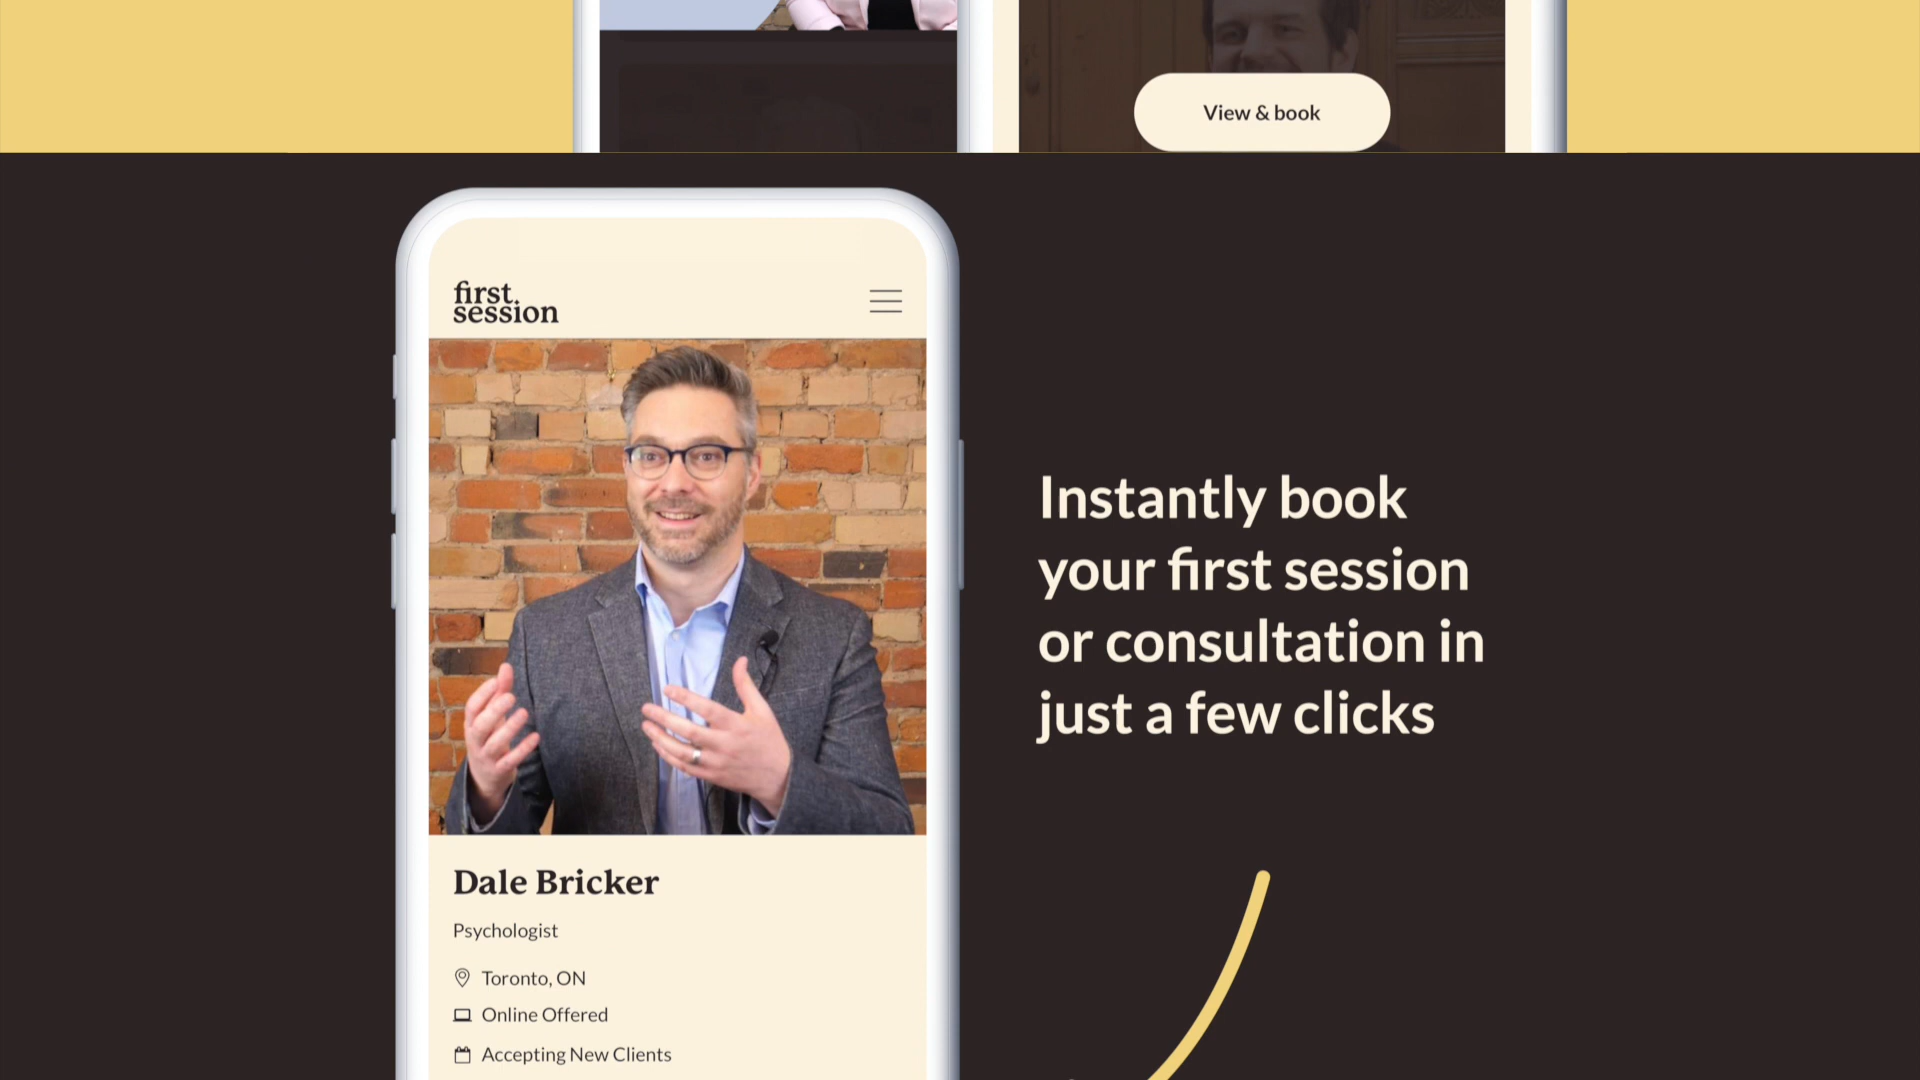 View & book
first.
session
Instantly book
your first session
or consultation in
just a few clicks
Dale Bricker
Psychologist
Toronto, ON
Online Offered
Accepting New Clients